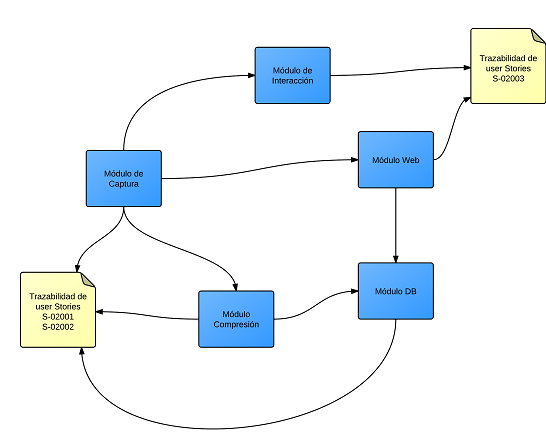 Trazabilidad de
user Stories
S-02003
Módulo de
Interacción
Módulo Web
Módulo de
Captura
Módulo DB
Trazabilidad de
user Stories
S-02001
S-02002
Módulo
Compresión